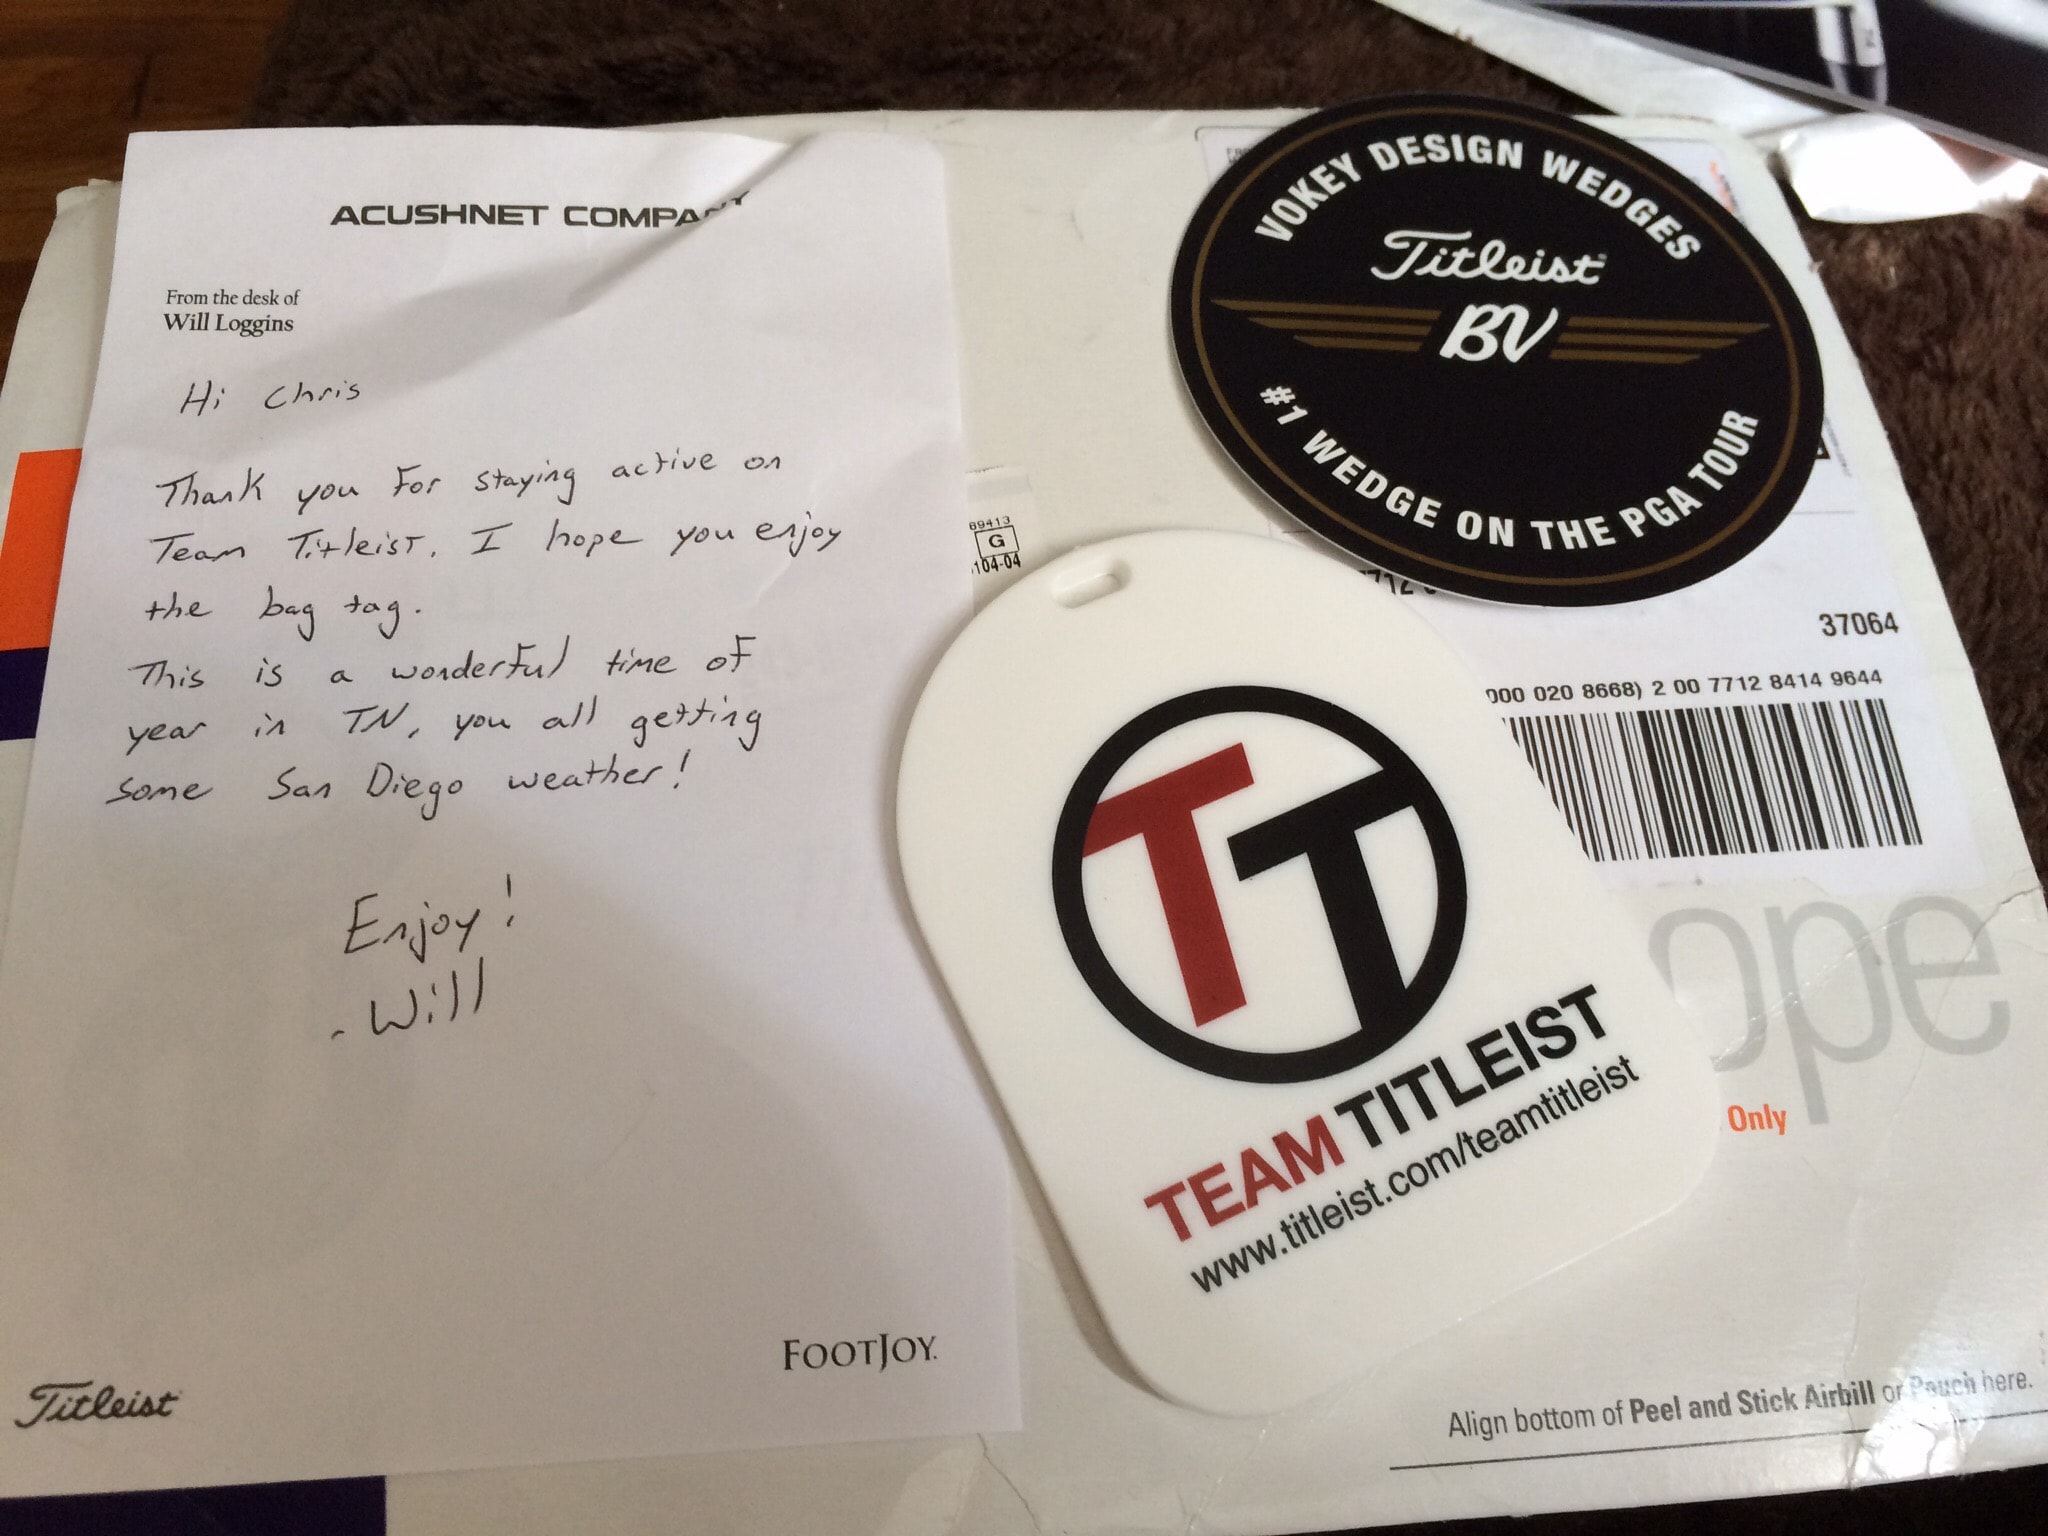 ACUSHNET COMPANY
From the desk of
Will Loggins
Hi Chris
Thank you for staying active on
Team Titleist. I hope you enjoy
the bag tag.
This is a wonderful time of
year in TN, you all getting
some San Diego weather!
Enjoy!
- Will
Titleist
FOOTJOY.
VOKEY DESIGN WEDGES
Titleist
BV
#1 WEDGE ON THE PGA TOUR
69413
G
104-04
37064
000 020 8668) 2 00 7712 8414 9644
TT
TEAM TITLEIST
www.titleist.com/teamtitleist
ope
Only
Align bottom of Peel and Stick Airbill or Pouch here.